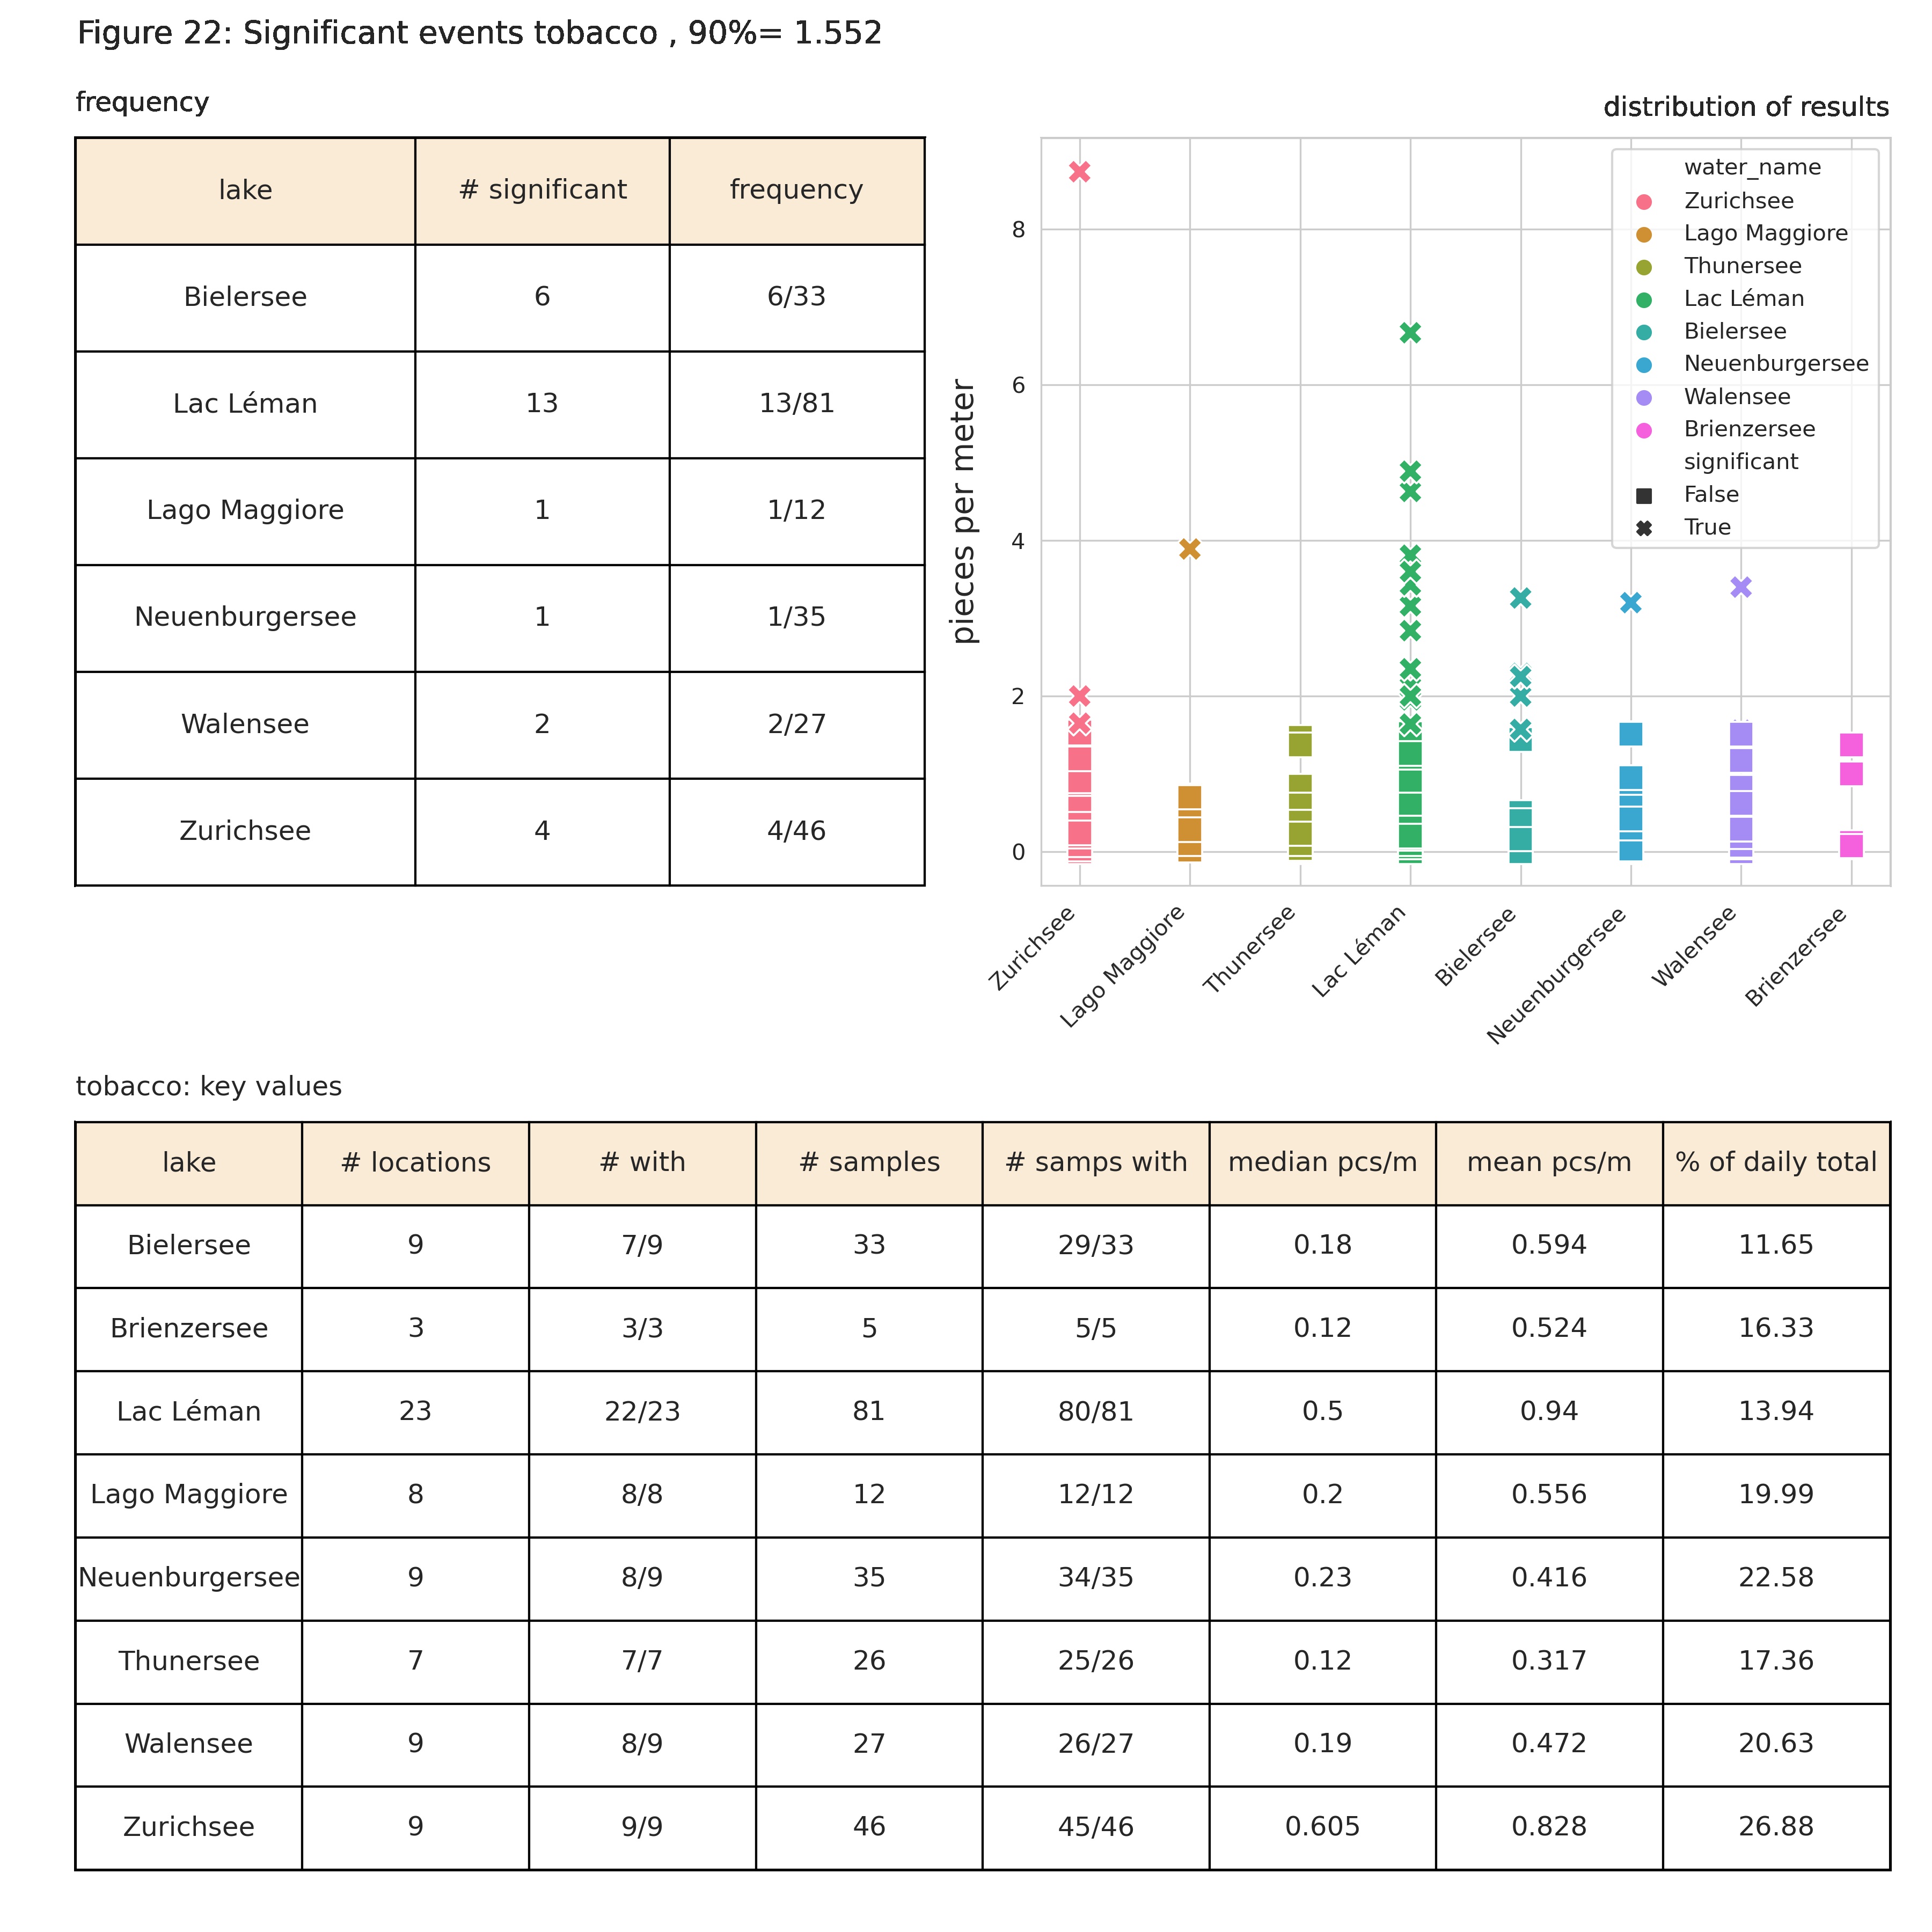 Figure 22: Significant events tobacco , 90%= 1.552
frequency
lake # significant frequency
Bielersee 6 6/33
Lac Léman 13 13/81
Lago Maggiore 1 1/12
Neuenburgersee 1 1/35
Walensee 2 2/27
Zurichsee 4 4/46
distribution of results
pieces per meter
8
6
4
2
0
water_name
Zurichsee
Lago Maggiore
Thunersee
Lac Léman
Bielersee
Neuenburgersee
Walensee
Brienzersee
significant
False
True
Zurichsee
Lago Maggiore
Thunersee
Lac Léman
Bielersee
Neuenburgersee
Walensee
Brienzersee
tobacco: key values
lake # locations # with # samples # samps with median pcs/m mean pcs/m % of daily total
Bielersee 9 7/9 33 29/33 0.18 0.594 11.65
Brienzersee 3 3/3 5 5/5 0.12 0.524 16.33
Lac Léman 23 22/23 81 80/81 0.5 0.94 13.94
Lago Maggiore 8 8/8 12 12/12 0.2 0.556 19.99
Neuenburgersee 9 8/9 35 34/35 0.23 0.416 22.58
Thunersee 7 7/7 26 25/26 0.12 0.317 17.36
Walensee 9 8/9 27 26/27 0.19 0.472 20.63
Zurichsee 9 9/9 46 45/46 0.605 0.828 26.88